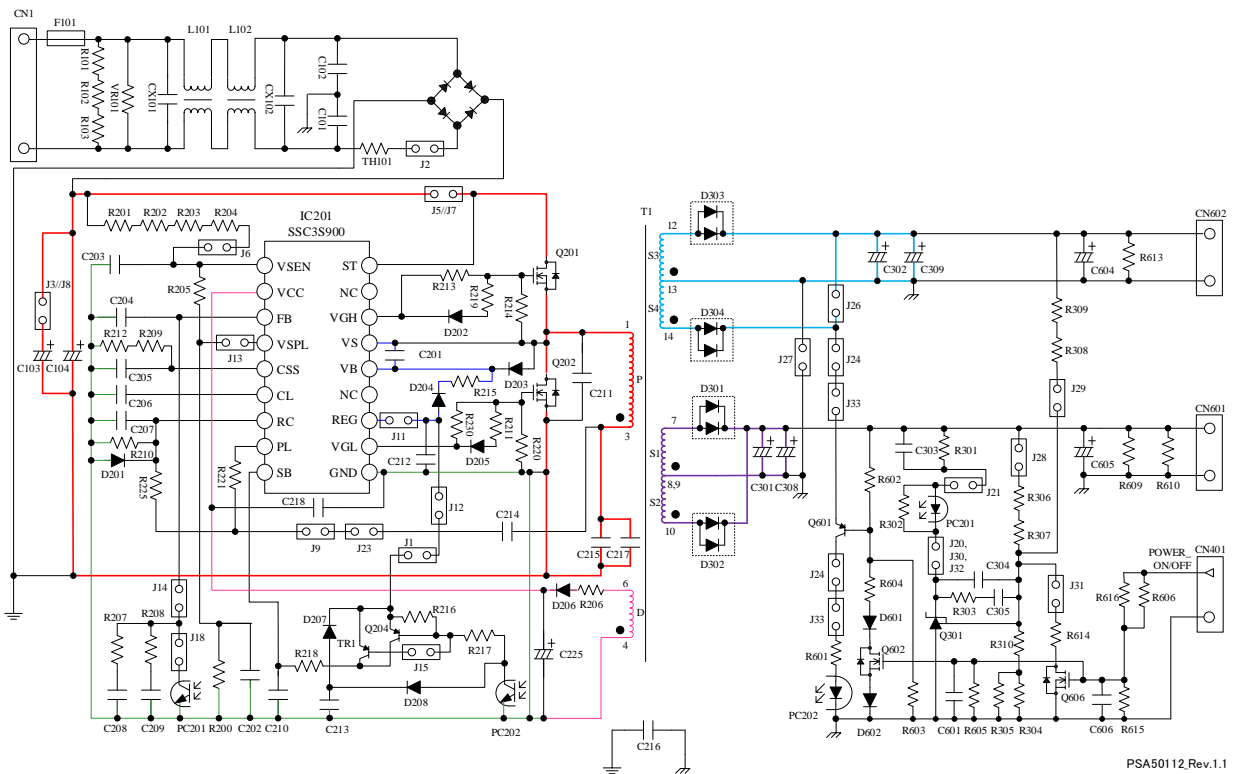 CN1
F101
L101
L102
R101
R102
R103
VR101
CX101
CX102
C102
C101
TH101
J2
J5//J7
R201
R202
R203
R204
IC201
SSC3S900
J6
C203
VSEN
VCC
FB
VSPL
CSS
CL
RC
PL
SB
ST
NC
VGH
VS
VB
NC
REG
VGL
GND
R205
C204
R212
R209
J13
C205
C206
C207
R210
D201
R223
R221
J3//J8
C103
C104
Q201
R213
R219
R214
D202
C201
Q202
D203
D204
R215
C211
J11
R230
R211
C212
D205
R220
C218
J12
C214
J9
J23
J1
C215
C217
T1
1
P
3
6
D
4
12
S3
13
S4
14
7
S1
8,9
S2
10
D303
D304
D301
D302
J14
R207
R208
J18
C208
C209
PC201
R200
C202
C210
R218
D207
TR1
Q204
R216
J15
R217
D208
C213
PC202
D206
R206
C225
C216
C302
C309
J26
J27
J24
J33
C301
C308
R602
Q601
J24
J33
R601
PC202
R604
D601
Q602
D602
R603
C601
R605
R305
R304
C303
R301
J21
R302
PC201
J20,
J30,
J32
C304
R303
C305
Q301
R310
J28
R306
R307
R309
R308
J29
J31
R614
Q606
C606
R615
R616
R606
C604
R613
C605
R609
R610
CN602
CN601
CN401
POWER_
ON/OFF
PSA50112_Rev.1.1